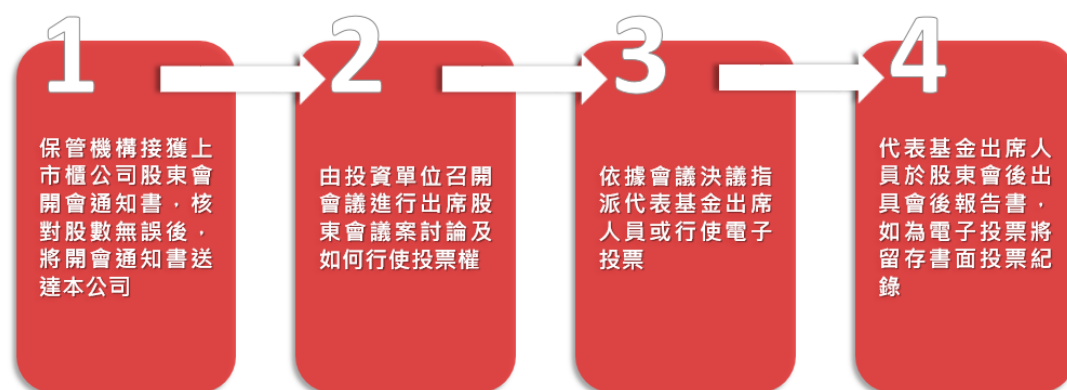 1
保管機構接獲上
市櫃公司股東會
開會通知書，核
對股數無誤後，
將開會通知書送
達本公司
2
由投資單位召開
會議進行出席股
東會議案討論及
如何行使投票權
3
依據會議決議指
派代表基金出席
人員或行使電子
投票
4
代表基金出席人
員於股東會後出
具會後報告書，
如為電子投票將
留存書面投票紀
錄